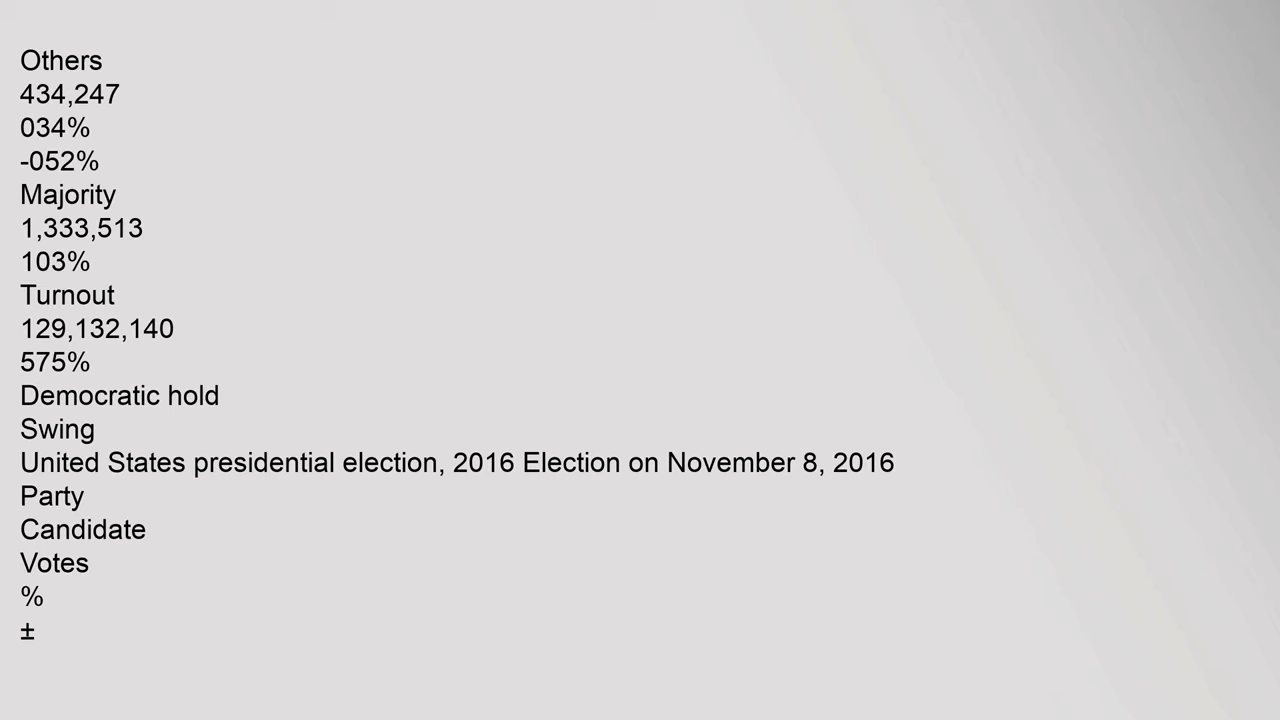 Others
434,247
034%
-052%
Majority
1,333,513
103%
Turnout
129,132,140
575%
Democratic hold
Swing
United States presidential election, 2016 Election on November 8, 2016
Party
Candidate
Votes
%
±